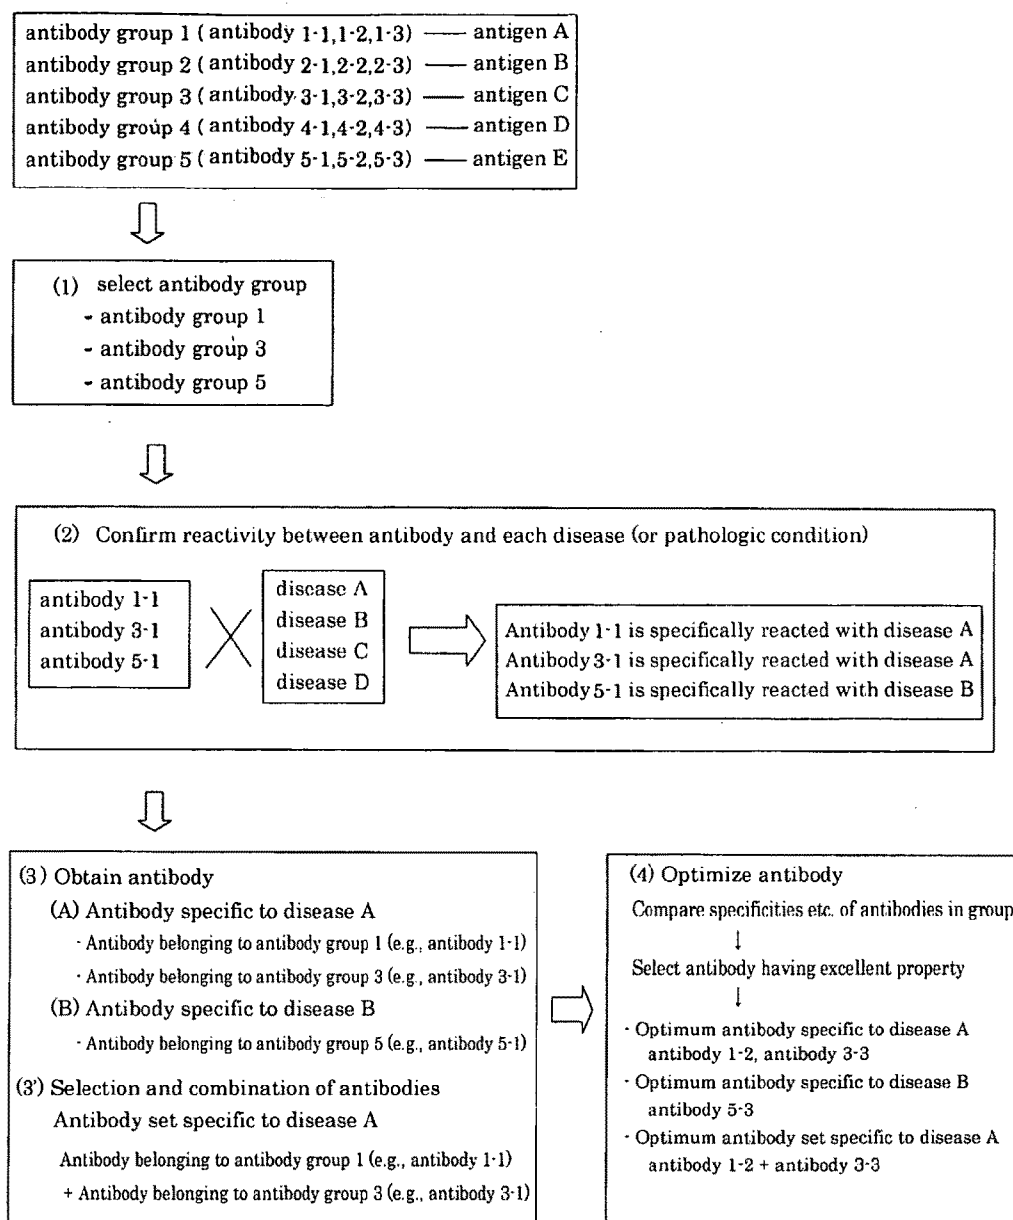 antibody group 1 ( antibody 1-1,1-2,1-3) —— antigen A
antibody group 2 ( antibody 2-1,2-2,2-3) —— antigen B
antibody group 3 ( antibody 3-1,3-2,3-3) —— antigen C
antibody group 4 ( antibody 4-1,4-2,4-3) —— antigen D
antibody group 5 ( antibody 5-1,5-2,5-3) —— antigen E
(1) select antibody group
- antibody group 1
- antibody group 3
- antibody group 5
(2) Confirm reactivity between antibody and each disease (or pathologic condition)
antibody 1-1
antibody 3-1
antibody 5-1
disease A
disease B
disease C
disease D
Antibody 1-1 is specifically reacted with disease A
Antibody 3-1 is specifically reacted with disease A
Antibody 5-1 is specifically reacted with disease B
(3) Obtain antibody
(A) Antibody specific to disease A
- Antibody belonging to antibody group 1 (e.g., antibody 1-1)
- Antibody belonging to antibody group 3 (e.g., antibody 3-1)
(B) Antibody specific to disease B
- Antibody belonging to antibody group 5 (e.g., antibody 5-1)
(3') Selection and combination of antibodies
Antibody set specific to disease A
Antibody belonging to antibody group 1 (e.g., antibody 1-1)
+ Antibody belonging to antibody group 3 (e.g., antibody 3-1)
(4) Optimize antibody
Compare specificities etc. of antibodies in group
↓
Select antibody having excellent property
↓
- Optimum antibody specific to disease A
antibody 1-2, antibody 3-3
- Optimum antibody specific to disease B
antibody 5-3
- Optimum antibody set specific to disease A
antibody 1-2 + antibody 3-3